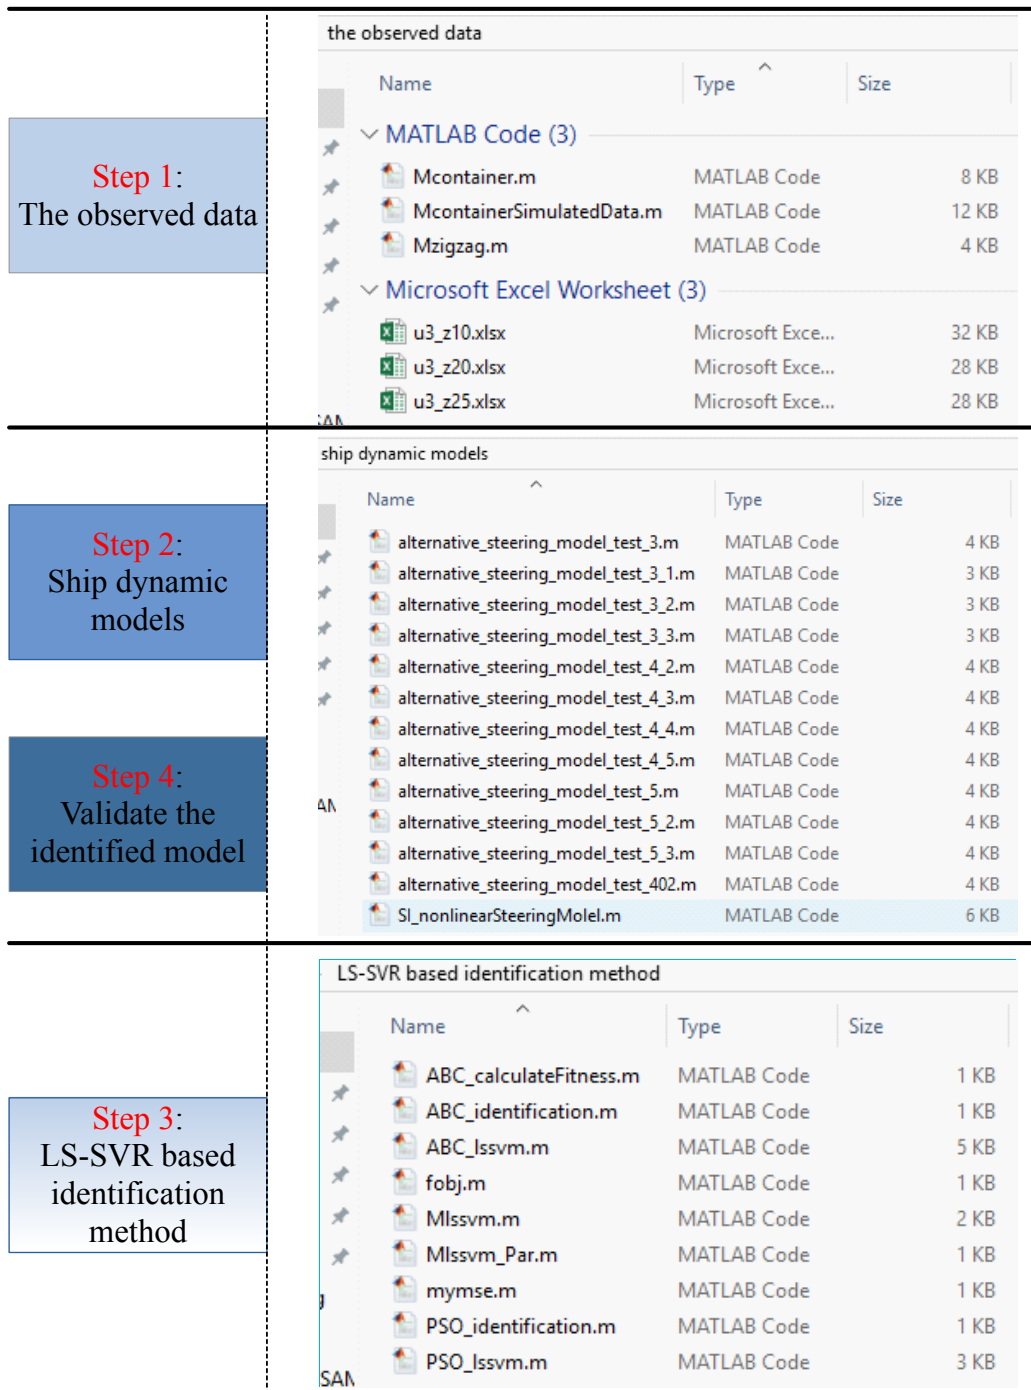 the observed data
Name Type Size
MATLAB Code (3)
Mcontainer.m MATLAB Code 8 KB
McontainerSimulatedData.m MATLAB Code 12 KB
Mzigzag.m MATLAB Code 4 KB
Microsoft Excel Worksheet (3)
u3_z10.xlsx Microsoft Exce... 32 KB
u3_z20.xlsx Microsoft Exce... 28 KB
u3_z25.xlsx Microsoft Exce... 28 KB
Step 1:
The observed data
ship dynamic models
Name Type Size
alternative_steering_model_test_3.m MATLAB Code 4 KB
alternative_steering_model_test_3_1.m MATLAB Code 3 KB
alternative_steering_model_test_3_2.m MATLAB Code 3 KB
alternative_steering_model_test_3_3.m MATLAB Code 3 KB
alternative_steering_model_test_4_2.m MATLAB Code 4 KB
alternative_steering_model_test_4_3.m MATLAB Code 4 KB
alternative_steering_model_test_4_4.m MATLAB Code 4 KB
alternative_steering_model_test_4_5.m MATLAB Code 4 KB
alternative_steering_model_test_5.m MATLAB Code 4 KB
alternative_steering_model_test_5_2.m MATLAB Code 4 KB
alternative_steering_model_test_5_3.m MATLAB Code 4 KB
alternative_steering_model_test_402.m MATLAB Code 4 KB
SI_nonlinearSteeringMolel.m MATLAB Code 6 KB
Step 2:
Ship dynamic
models
Step 4:
Validate the
identified model
LS-SVR based identification method
Name Type Size
ABC_calculateFitness.m MATLAB Code 1 KB
ABC_identification.m MATLAB Code 1 KB
ABC_lssvm.m MATLAB Code 5 KB
fobj.m MATLAB Code 1 KB
Mlssvm.m MATLAB Code 2 KB
Mlssvm_Par.m MATLAB Code 1 KB
mymse.m MATLAB Code 1 KB
PSO_identification.m MATLAB Code 1 KB
PSO_lssvm.m MATLAB Code 3 KB
Step 3:
LS-SVR based
identification
method